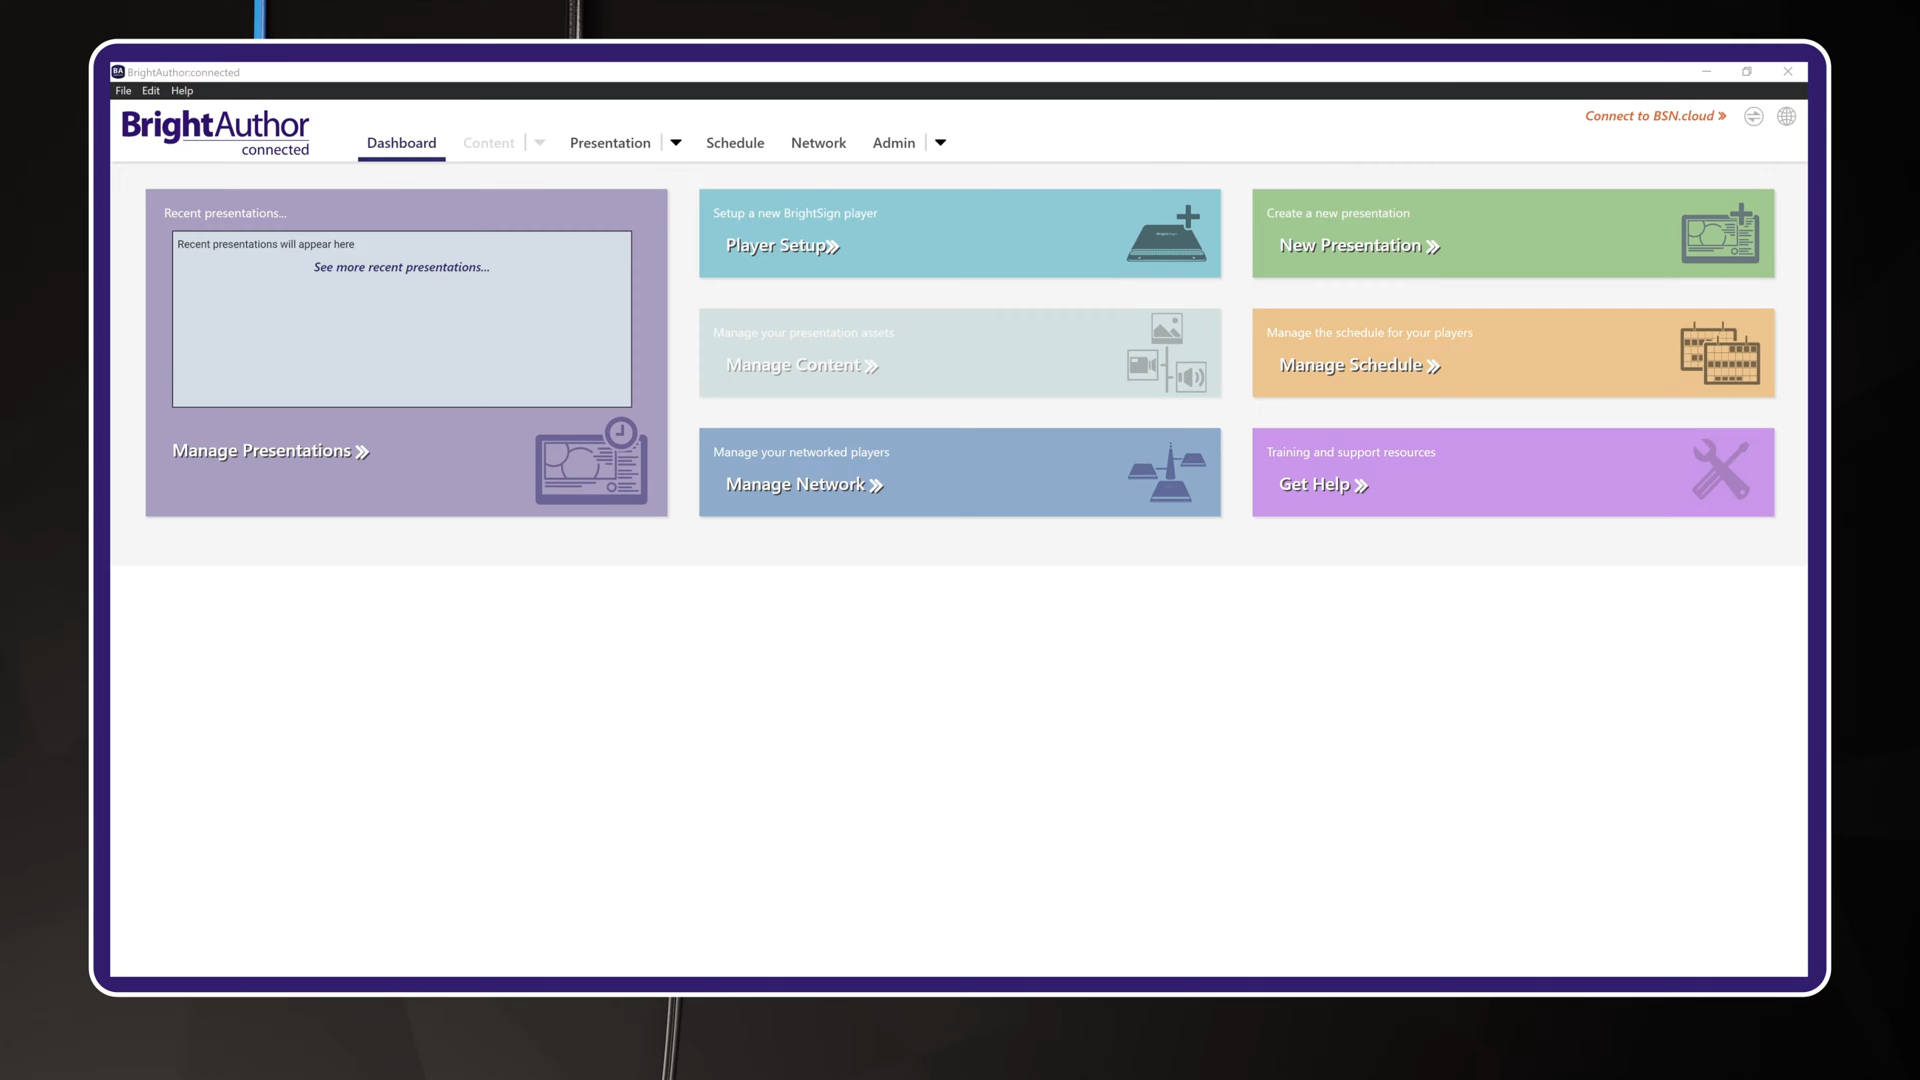 BrightAuthor:connected
File Edit Help
BrightAuthor
connected
Dashboard Content Presentation Schedule Network Admin
Connect to BSN.cloud »
Recent presentations...
Recent presentations will appear here
See more recent presentations...
Manage Presentations »
Setup a new BrightSign player
Player Setup»
Create a new presentation
New Presentation »
Manage your presentation assets
Manage Content »
Manage the schedule for your players
Manage Schedule »
Manage your networked players
Manage Network »
Training and support resources
Get Help »